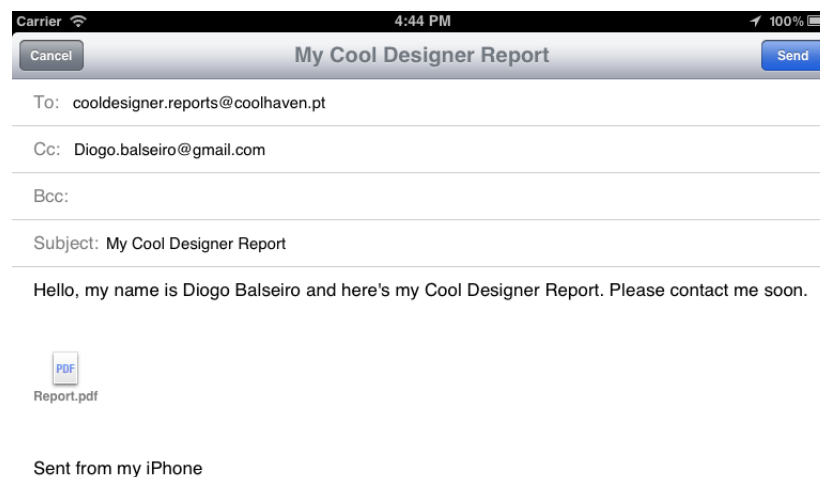 Carrier 4:44 PM 100%
Cancel My Cool Designer Report Send
To: cooldesigner.reports@coolhaven.pt
Cc: Diogo.balseiro@gmail.com
Bcc:
Subject: My Cool Designer Report
Hello, my name is Diogo Balseiro and here's my Cool Designer Report. Please contact me soon.
PDF
Report.pdf
Sent from my iPhone